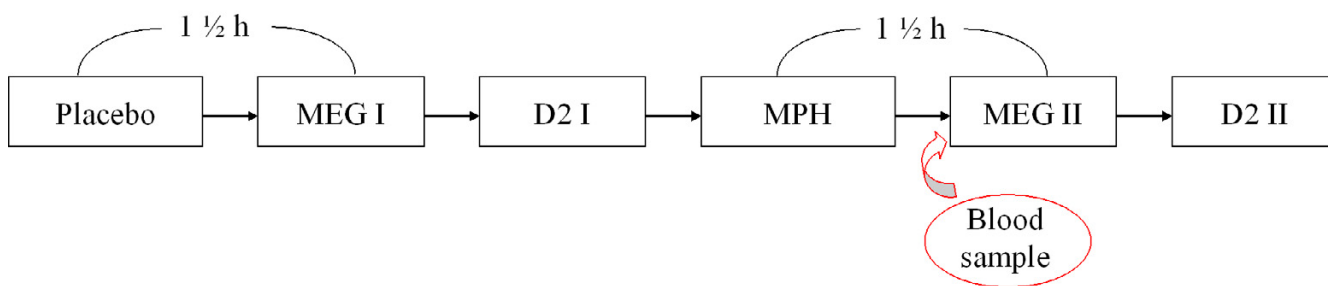 1 ½ h
1 ½ h
Placebo
MEG I
D2 I
MPH
MEG II
D2 II
Blood
sample